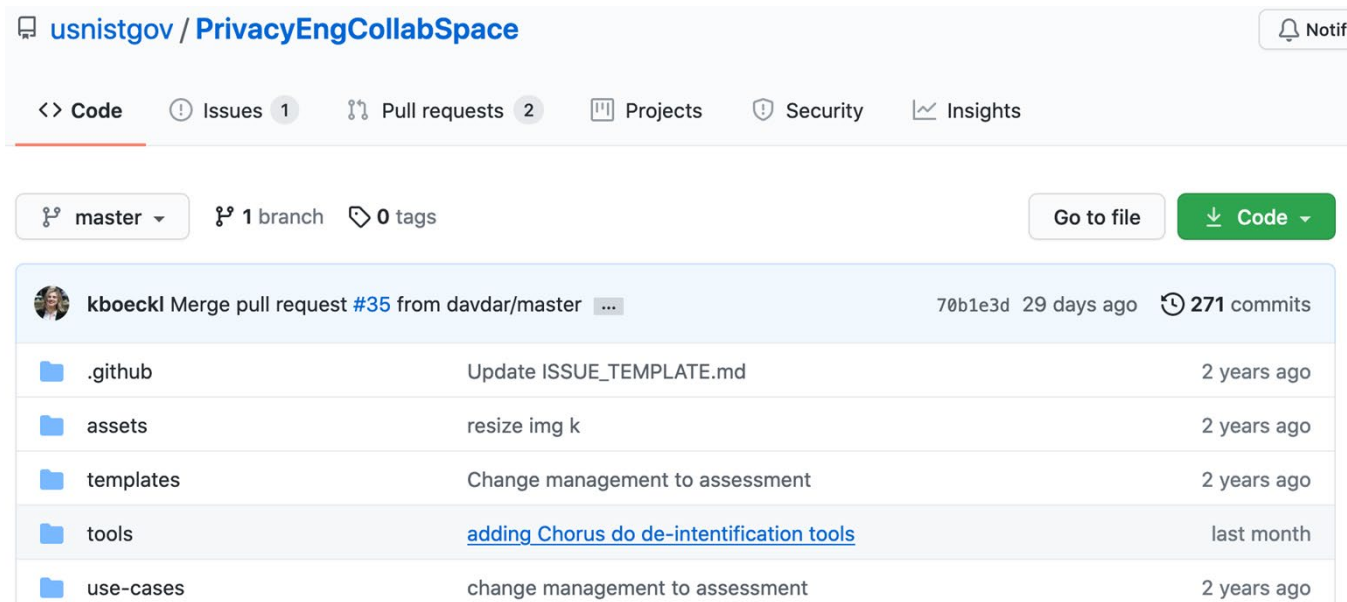 usnistgov / PrivacyEngCollabSpace
Notif
Code Issues 1 Pull requests 2 Projects Security Insights
master 1 branch 0 tags Go to file Code
kboeckl Merge pull request #35 from davdar/master ... 70b1e3d 29 days ago 271 commits
.github Update ISSUE_TEMPLATE.md 2 years ago
assets resize img k 2 years ago
templates Change management to assessment 2 years ago
tools adding Chorus do de-intentification tools last month
use-cases change management to assessment 2 years ago